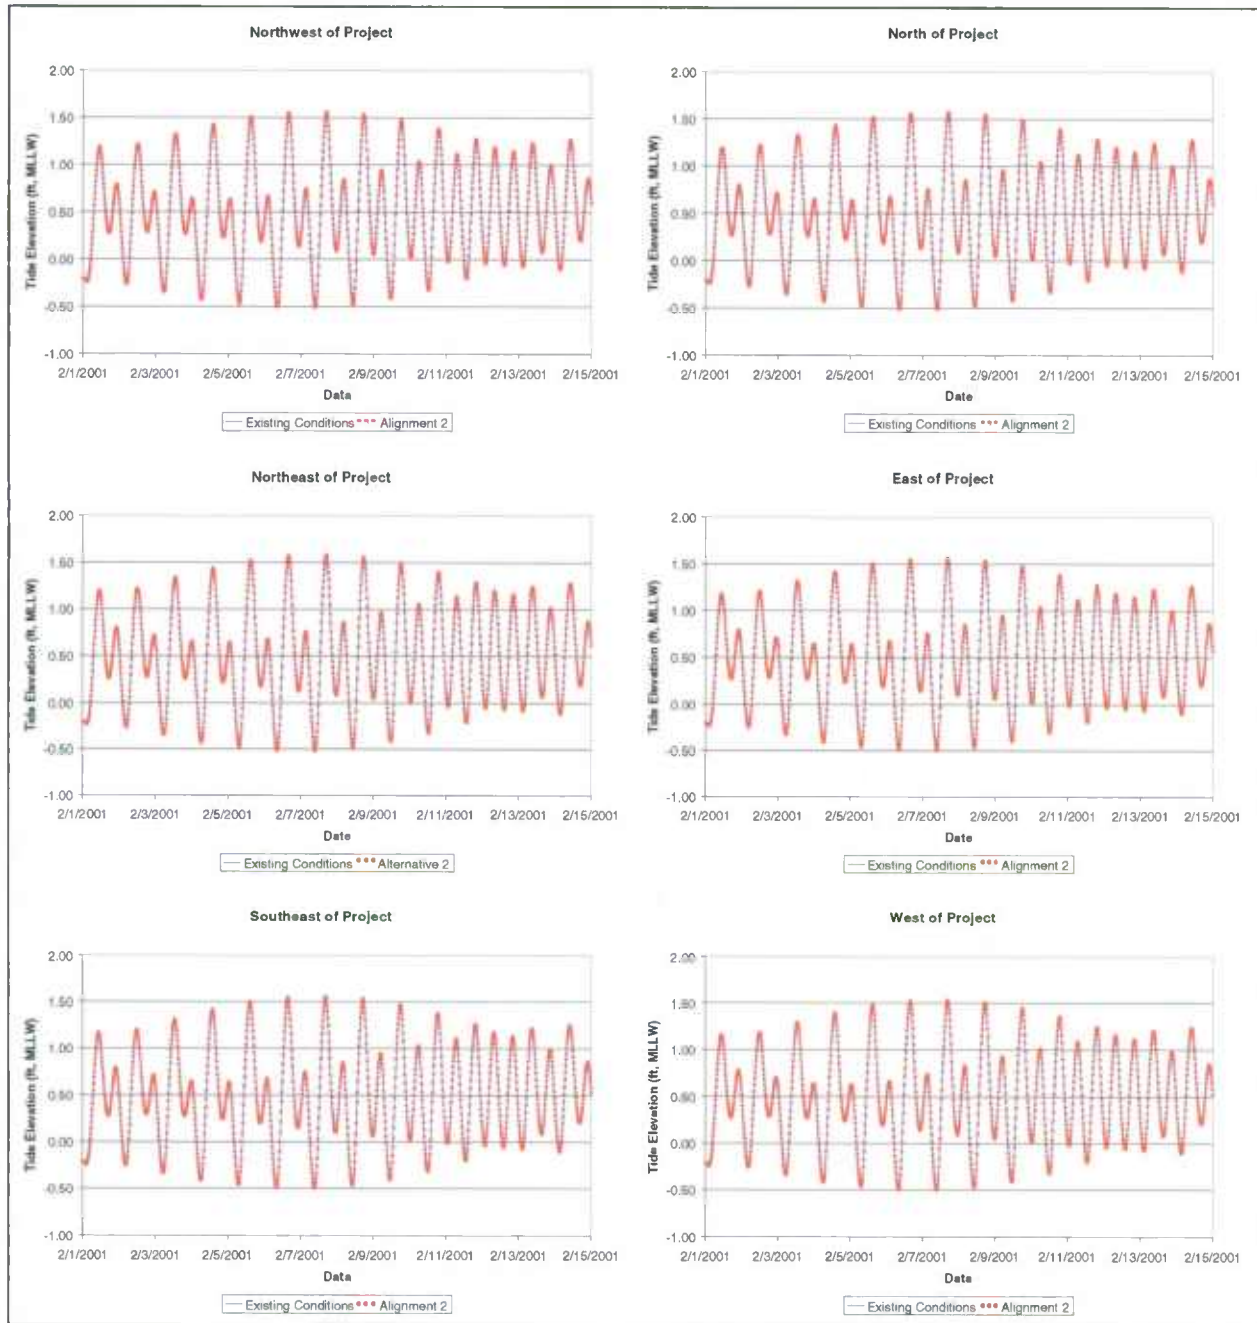 Northwest of Project
Tide Elevation (ft, MLLW)
2.00
1.50
1.00
0.50
0.00
-0.50
-1.00
2/1/2001 2/3/2001 2/5/2001 2/7/2001 2/9/2001 2/11/2001 2/13/2001 2/15/2001
Data
Existing Conditions Alignment 2
North of Project
Tide Elevation (ft, MLLW)
2.00
1.50
1.00
0.50
0.00
-0.50
-1.00
2/1/2001 2/3/2001 2/5/2001 2/7/2001 2/9/2001 2/11/2001 2/13/2001 2/15/2001
Date
Existing Conditions Alignment 2
Northeast of Project
Tide Elevation (ft, MLLW)
2.00
1.50
1.00
0.50
0.00
-0.50
-1.00
2/1/2001 2/3/2001 2/5/2001 2/7/2001 2/9/2001 2/11/2001 2/13/2001 2/15/2001
Date
Existing Conditions Alternative 2
East of Project
Tide Elevation (ft, MLLW)
2.00
1.50
1.00
0.50
0.00
-0.50
-1.00
2/1/2001 2/3/2001 2/5/2001 2/7/2001 2/9/2001 2/11/2001 2/13/2001 2/15/2001
Date
Existing Conditions Alignment 2
Southeast of Project
Tide Elevation (ft, MLLW)
2.00
1.50
1.00
0.50
0.00
-0.50
-1.00
2/1/2001 2/3/2001 2/5/2001 2/7/2001 2/9/2001 2/11/2001 2/13/2001 2/15/2001
Data
Existing Conditions Alignment 2
West of Project
Tide Elevation (ft, MLLW)
2.00
1.50
1.00
0.50
0.00
-0.50
-1.00
2/1/2001 2/3/2001 2/5/2001 2/7/2001 2/9/2001 2/11/2001 2/13/2001 2/15/2001
Data
Existing Conditions Alignment 2